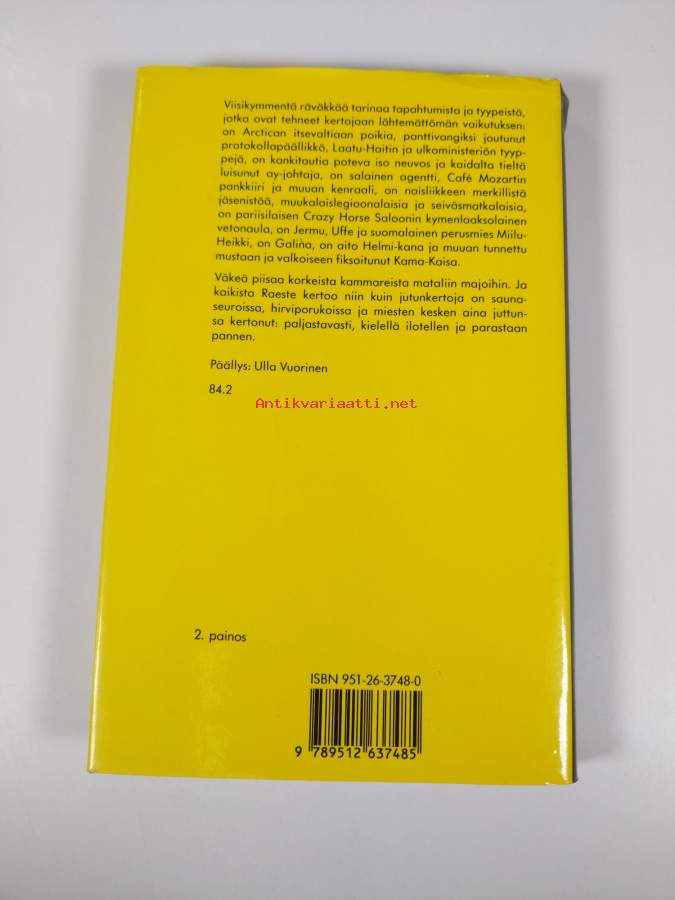 Viisikymmentä räväkkää tarinaa tapahtumista ja tyypeistä,
jotka ovat tehneet kertojaan lähtemättömän vaikutuksen:
on Arctican itsevaltiaan poikia, panttivangiksi joutunut
protokollapäällikkö, Laatu-Haitin ja ulkoministeriön tyyp-
pejä, on kankitautia poteva iso neuvos ja kaidalta tieltä
luisunut ay-johtaja, on salainen agentti, Café Mozartin
pankkiiri ja muuan kenraali, on naisliikkeen merkillistä
jäsenistöä, muukalaislegioonalaisia ja seiväsmatkalaisia,
on pariisilaisen Crazy Horse Saloonin kymenlaaksolainen
vetonaula, on Jermu, Uffe ja suomalainen perusmies Miilu-
Heikki, on Galiña, on aito Helmi-kana ja muuan tunnettu
mustaan ja valkoiseen fiksoitunut Kama-Kaisa.
Väkeä piisaa korkeista kammareista mataliin majoihin. Ja
kaikista Raeste kertoo niin kuin jutunkertoja on sauna-
seuroissa, hirviporukoissa ja miesten kesken aina juttun-
sa kertonut: paljastavasti, kielellä ilotellen ja parastaan
pannen.
Päällys: Ulla Vuorinen
84.2
Antikvariaatti.net
2. painos
ISBN 951-26-3748-0
9 789512 637485